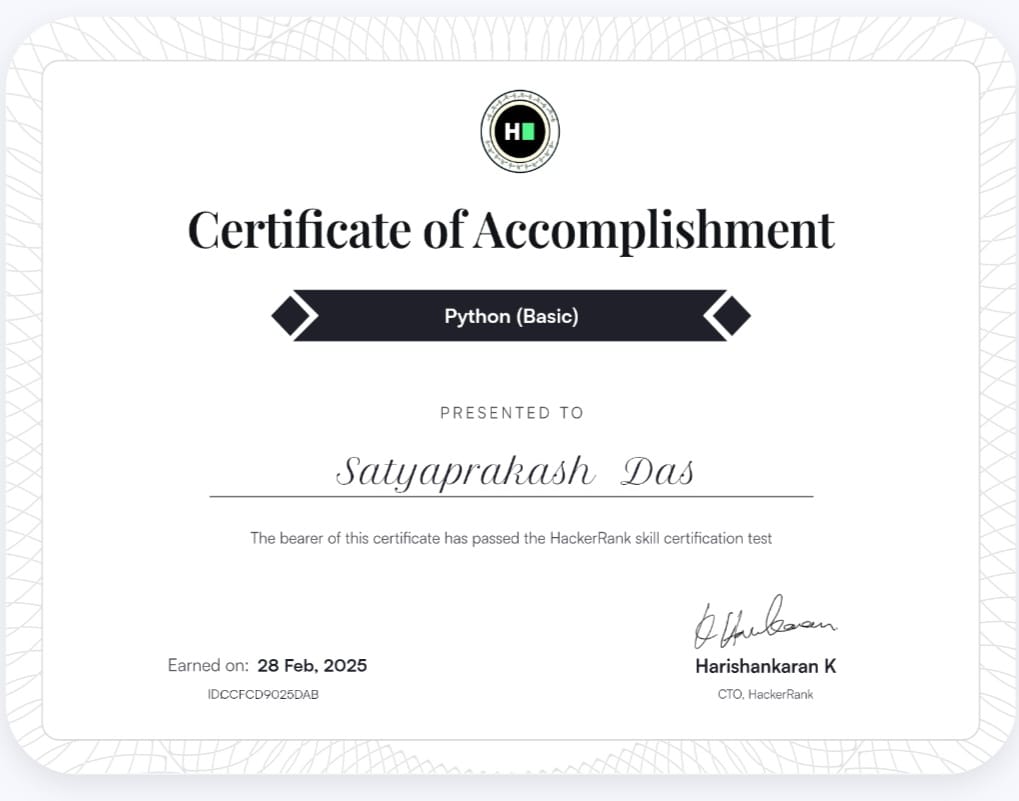 H
Certificate of Accomplishment
Python (Basic)
PRESENTED TO
Satyaprakash Das
The bearer of this certificate has passed the HackerRank skill certification test
Earned on: 28 Feb, 2025
IDCCFCD9025DAB
Harishankaran K
CTO, HackerRank